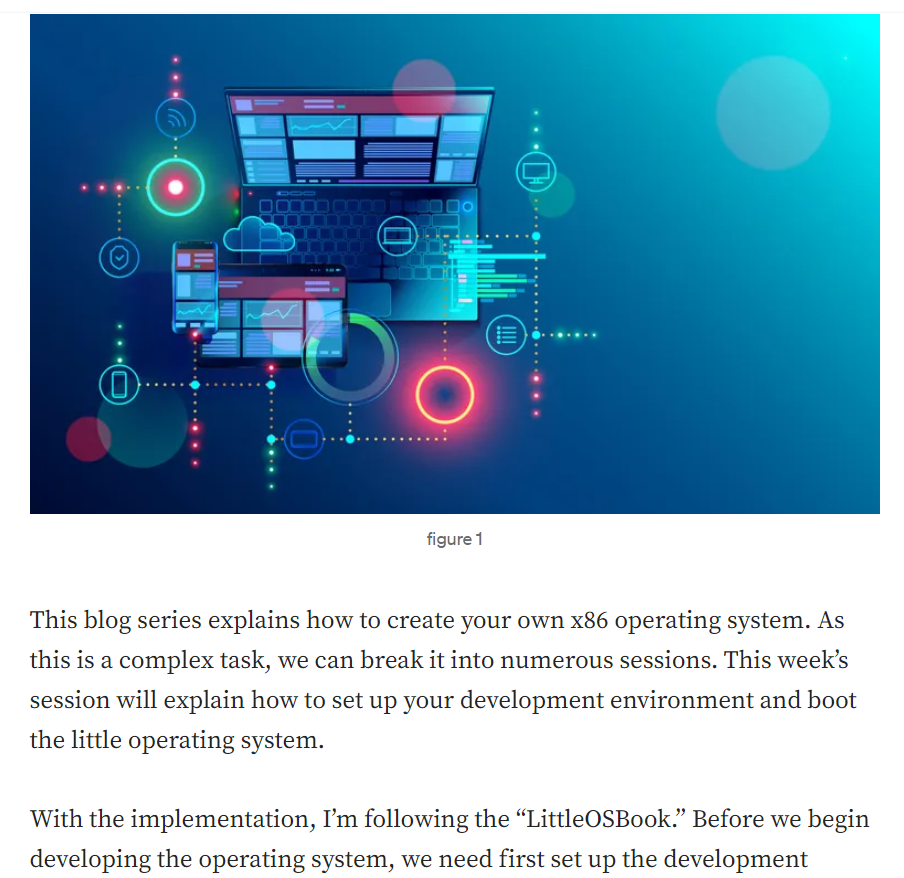 figure 1
This blog series explains how to create your own x86 operating system. As
this is a complex task, we can break it into numerous sessions. This week’s
session will explain how to set up your development environment and boot
the little operating system.
With the implementation, I’m following the “LittleOSBook.” Before we begin
developing the operating system, we need first set up the development